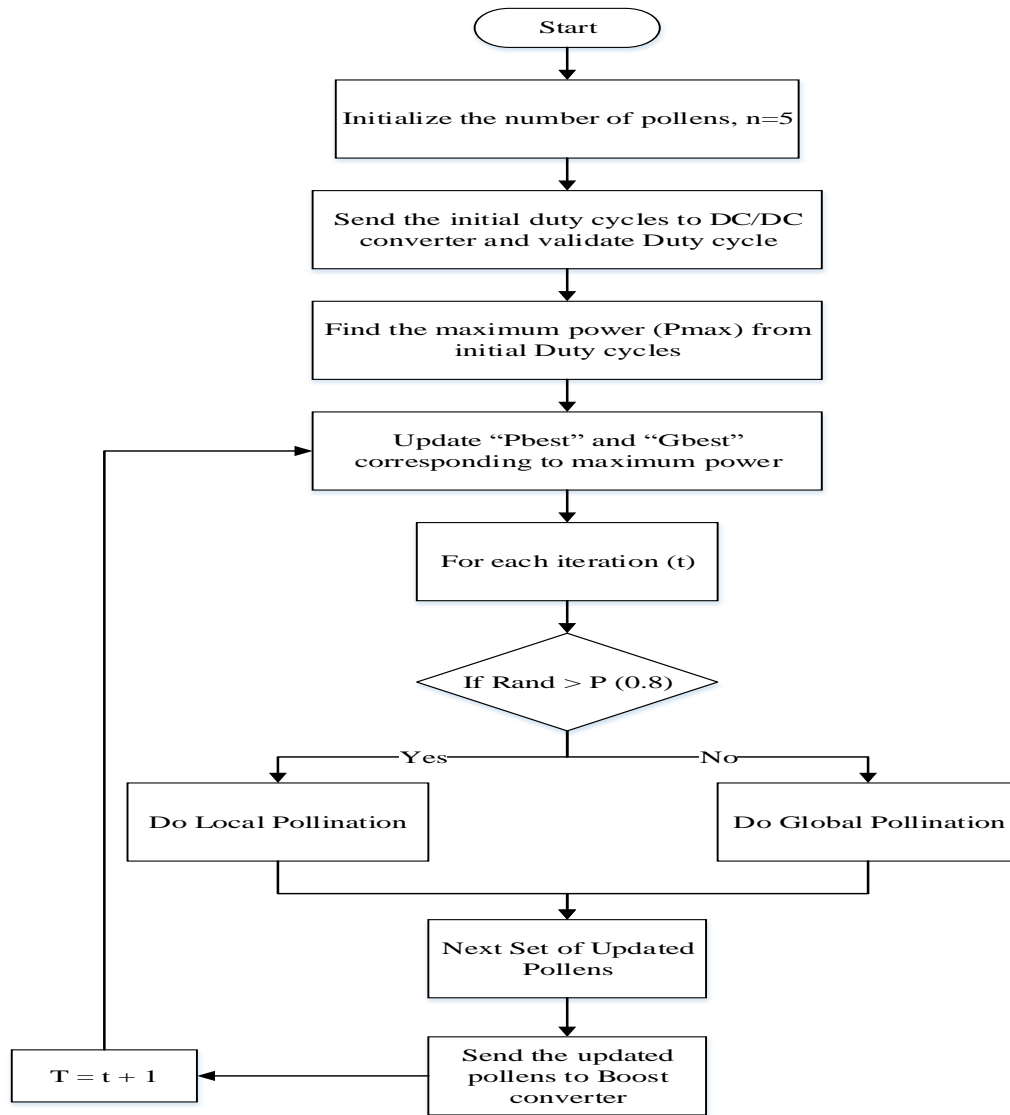 Start
Initialize the number of pollens, n=5
Send the initial duty cycles to DC/DC
converter and validate Duty cycle
Find the maximum power (Pmax) from
initial Duty cycles
Update “Pbest” and “Gbest”
corresponding to maximum power
For each iteration (t)
If Rand > P (0.8)
Yes
No
Do Local Pollination
Do Global Pollination
Next Set of Updated
Pollens
Send the updated
pollens to Boost
converter
T = t + 1